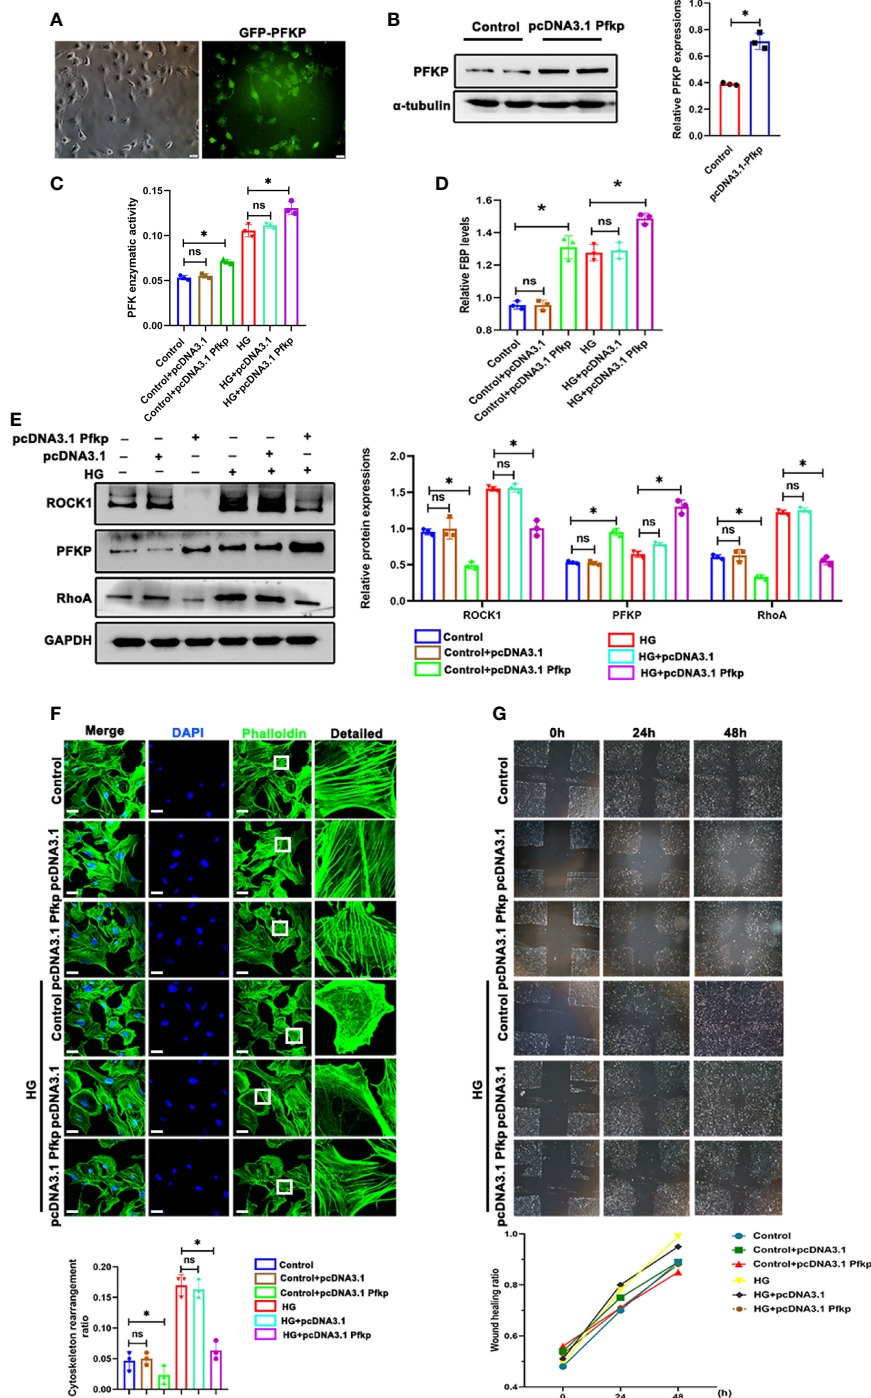 A
GFP-PFKP
B
Control
pcDNA3.1 Pfkp
PFKP
α-tubulin
Relative PFKP expressions
1.0
0.8
0.6
0.4
0.2
0.0
*
Control
pcDNA3.1-Pfkp
C
PFK enzymatic activity
0.15
0.10
0.05
0.00
ns
*
ns
*
Control
Control+pcDNA3.1
Control+pcDNA3.1 Pfkp
HG
HG+pcDNA3.1
HG+pcDNA3.1 Pfkp
D
Relative FBP levels
1.6
1.4
1.2
1.0
0.8
ns
*
ns
*
Control
Control+pcDNA3.1
Control+pcDNA3.1 Pfkp
HG
HG+pcDNA3.1
HG+pcDNA3.1 Pfkp
E
pcDNA3.1 Pfkp − − + − − +
pcDNA3.1 − + − − + −
HG − − − + + +
ROCK1
PFKP
RhoA
GAPDH
Relative protein expressions
2.0
1.5
1.0
0.5
0.0
ns * ns *
ns * ns *
ns * ns *
ROCK1 PFKP RhoA
Control
Control+pcDNA3.1
Control+pcDNA3.1 Pfkp
HG
HG+pcDNA3.1
HG+pcDNA3.1 Pfkp
F
Merge DAPI Phalloidin Detailed
Control
pcDNA3.1
pcDNA3.1 Pfkp
HG
Control
pcDNA3.1
pcDNA3.1 Pfkp
Cytoskeleton rearrangement
ratio
0.20
0.15
0.10
0.05
0.00
ns
*
ns
*
Control
Control+pcDNA3.1
Control+pcDNA3.1 Pfkp
HG
HG+pcDNA3.1
HG+pcDNA3.1 Pfkp
G
0h 24h 48h
Control
pcDNA3.1
pcDNA3.1 Pfkp
HG
Control
pcDNA3.1
pcDNA3.1 Pfkp
Wound healing ratio
1.0
0.8
0.6
0.4
0 24 48 (h)
Control
Control+pcDNA3.1
Control+pcDNA3.1 Pfkp
HG
HG+pcDNA3.1
HG+pcDNA3.1 Pfkp